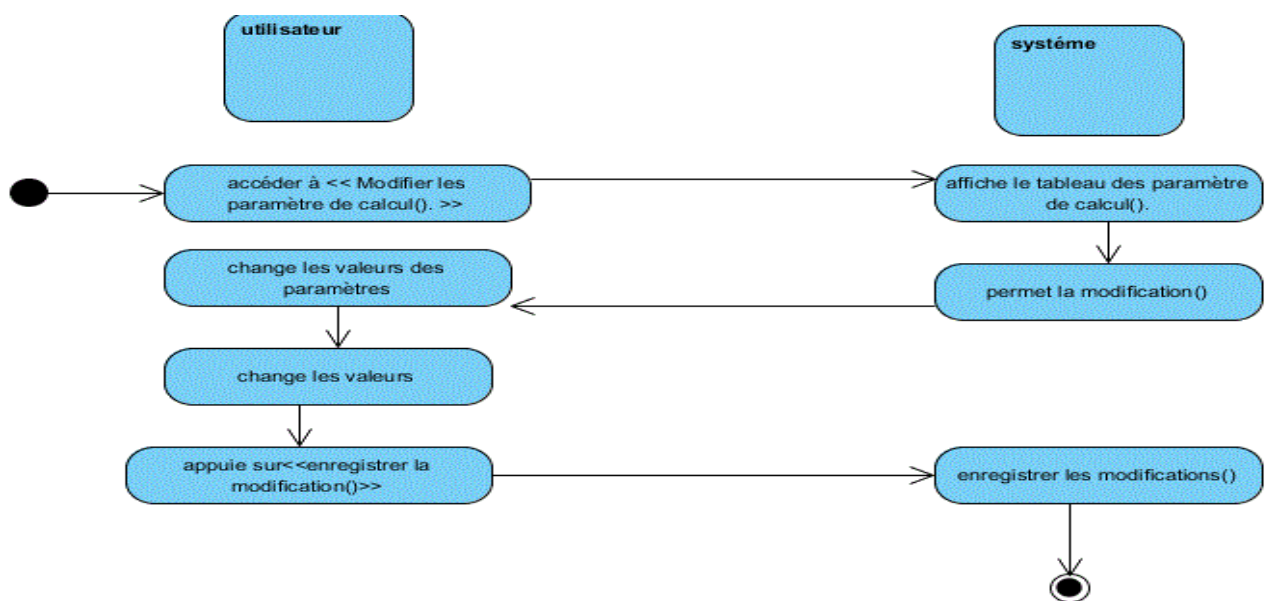 utilisateur
systéme
accéder à << Modifier les
paramètre de calcul(). >>
affiche le tableau des paramètre
de calcul().
change les valeurs des
paramètres
permet la modification()
change les valeurs
appuie sur<<enregistrer la
modification()>>
enregistrer les modifications()